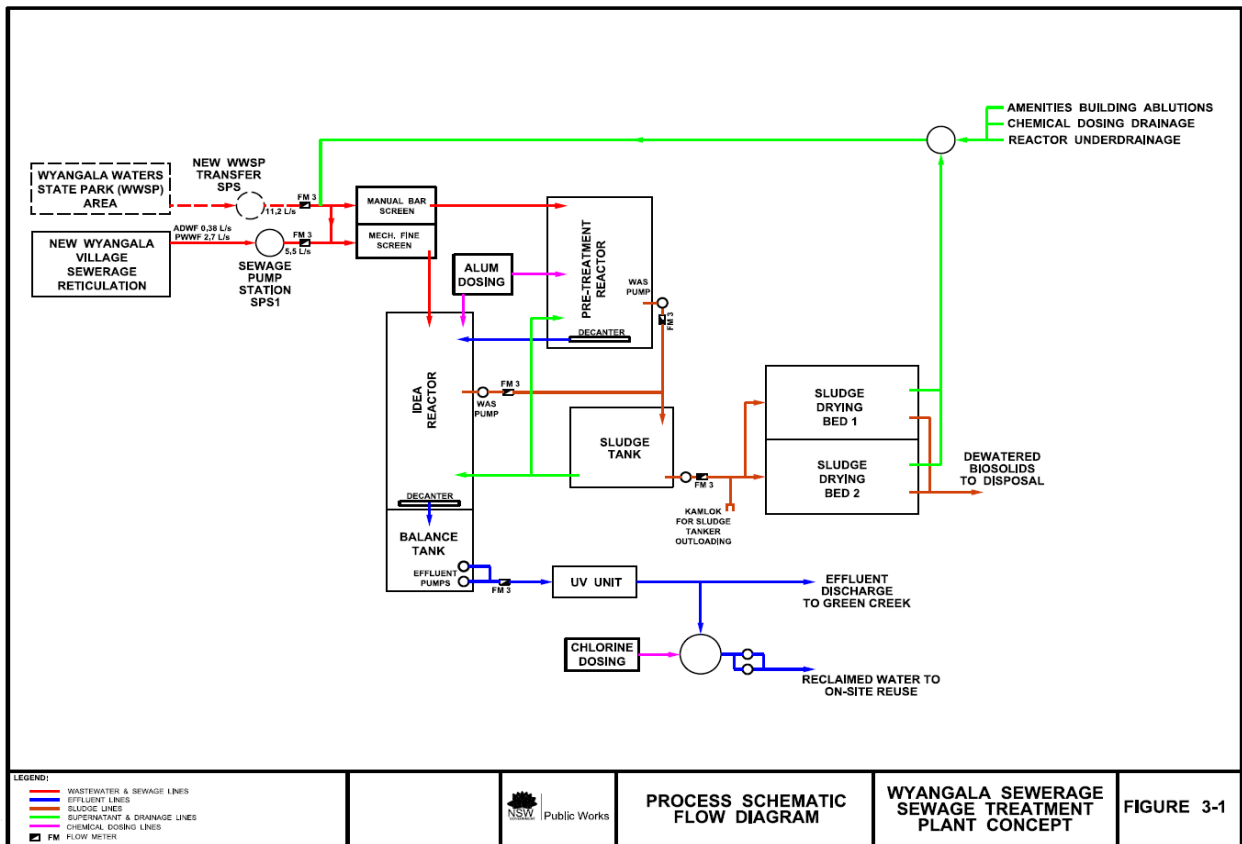 AMENITIES BUILDING ABLUTIONS
CHEMICAL DOSING DRAINAGE
REACTOR UNDERDRAINAGE
WYANGALA WATERS
STATE PARK (WWSP)
AREA
NEW WWSP
TRANSFER
SPS
FM 3
11,2 L/s
MANUAL BAR
SCREEN
MECH. FINE
SCREEN
ADWF 0,38 L/s
PWWF 2,7 L/s
NEW WYANGALA
VILLAGE
SEWERAGE
RETICULATION
FM 3
5,5 L/s
SEWAGE
PUMP
STATION
SPS1
ALUM
DOSING
PRE-TREATMENT
REACTOR
WAS
PUMP
FM 3
DECANTER
IDEA
REACTOR
FM 3
WAS
PUMP
SLUDGE
TANK
FM 3
KAMLOK
FOR SLUDGE
TANKER
OUTLOADING
SLUDGE
DRYING
BED 1
SLUDGE
DRYING
BED 2
DEWATERED
BIOSOLIDS
TO DISPOSAL
DECANTER
BALANCE
TANK
EFFLUENT
PUMPS
FM 3
UV UNIT
EFFLUENT
DISCHARGE
TO GREEN CREEK
CHLORINE
DOSING
RECLAIMED WATER TO
ON-SITE REUSE
LEGEND:
WASTEWATER & SEWAGE LINES
EFFLUENT LINES
SLUDGE LINES
SUPERNATANT & DRAINAGE LINES
CHEMICAL DOSING LINES
FM FLOW METER
NSW
GOVERNMENT
Public Works
PROCESS SCHEMATIC
FLOW DIAGRAM
WYANGALA SEWERAGE
SEWAGE TREATMENT
PLANT CONCEPT
FIGURE 3-1